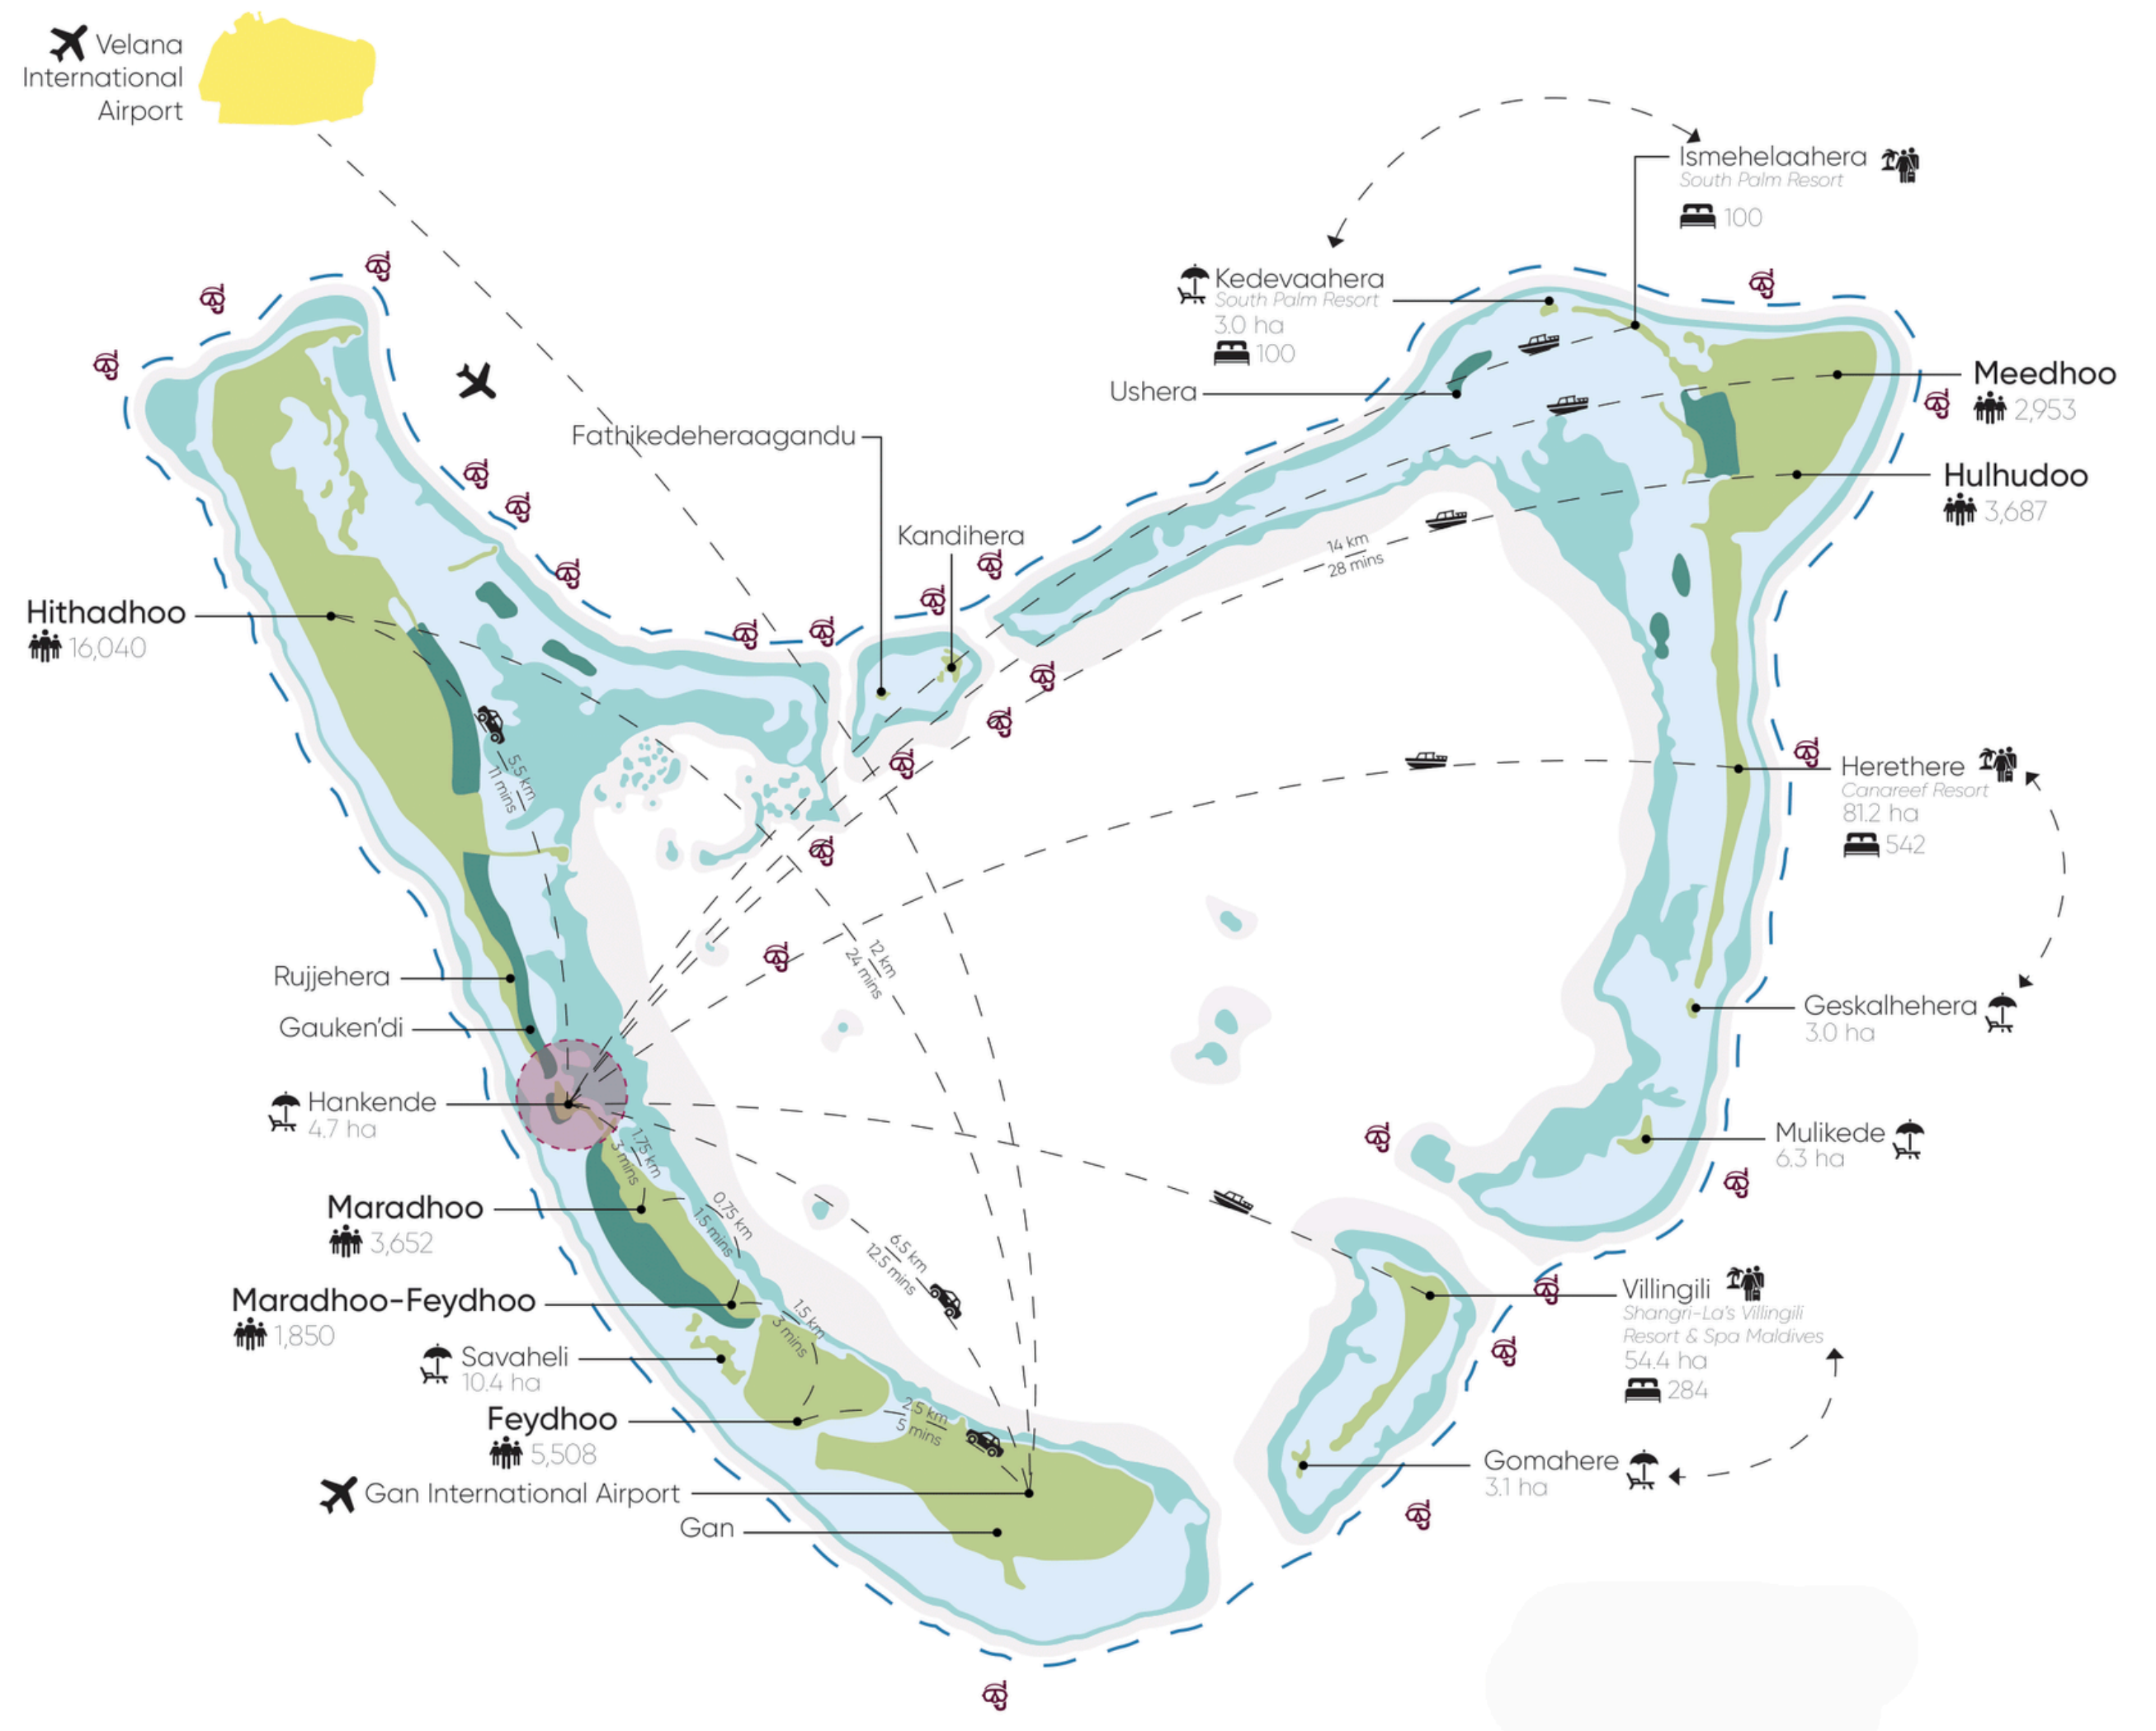 Velana
International
Airport
Ismehelaahera
South Palm Resort
100
Kedevaahera
South Palm Resort
3.0 ha
100
Ushera
Meedhoo
2,953
Hulhudoo
3,687
Fathikedeheraagandu
Kandihera
14 km
28 mins
Hithadhoo
16,040
5.5 km
11 mins
Herethere
Canareef Resort
81.2 ha
542
12 km
24 mins
Rujjehera
Gauken'di
Geskalhehera
3.0 ha
Hankende
4.7 ha
1.75 km
3 mins
Mulikede
6.3 ha
Maradhoo
3,652
0.75 km
1.5 mins
6.5 km
12.5 mins
Maradhoo-Feydhoo
1,850
1.5 km
3 mins
Villingili
Shangri-La's Villingili
Resort & Spa Maldives
54.4 ha
284
Savaheli
10.4 ha
Feydhoo
5,508
2.5 km
5 mins
Gomahere
3.1 ha
Gan International Airport
Gan